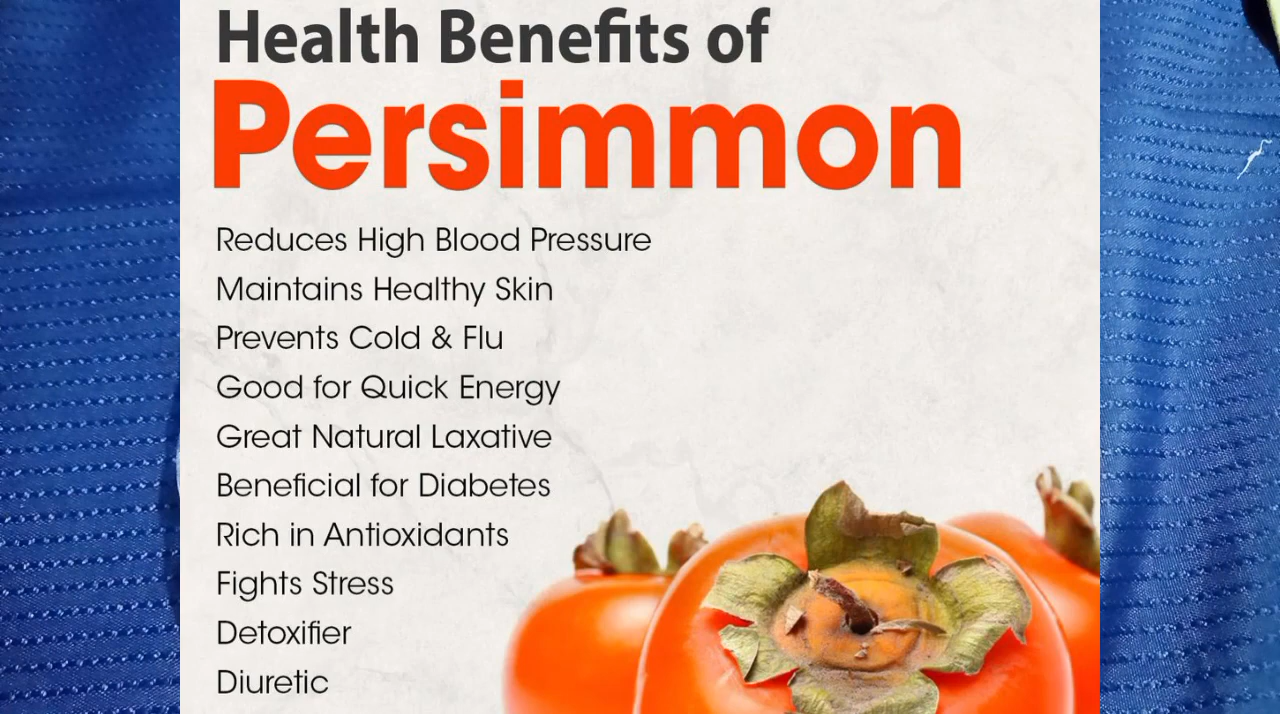 Health Benefits of
Persimmon
Reduces High Blood Pressure
Maintains Healthy Skin
Prevents Cold & Flu
Good for Quick Energy
Great Natural Laxative
Beneficial for Diabetes
Rich in Antioxidants
Fights Stress
Detoxifier
Diuretic